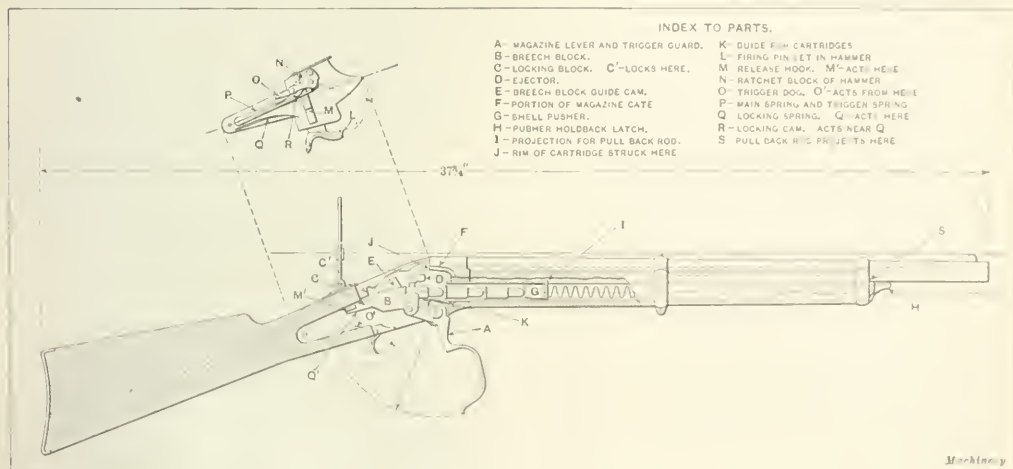 INDEX TO PARTS.
A- MAGAZINE LEVER AND TRIGGER GUARD.
B- BREECH BLOCK.
C- LOCKING BLOCK. C'-LOCKS HERE.
D- EJECTOR.
E- BREECH BLOCK GUIDE CAM.
F- PORTION OF MAGAZINE GATE
G- SHELL PUSHER.
H- PUSHER HOLDBACK LATCH.
I- PROJECTION FOR PULL BACK ROD.
J- RIM OF CARTRIDGE STRUCK HERE
K- GUIDE FOR CARTRIDGES
L- FIRING PIN SET IN HAMMER
M RELEASE HOOK. M'-ACTS HERE
N- RATCHET BLOCK OF HAMMER
O- TRIGGER DOG. O'-ACTS FROM HERE
P- MAIN SPRING AND TRIGGER SPRING
Q LOCKING SPRING. Q ACTS HERE
R- LOCKING CAM. ACTS NEAR Q
S PULL BACK ROD PROJECTS HERE
N
O
P
M
L
Q
R
37¾"
F
I
S
J
C'
E
C
D
M'
B
G
O'
K
A
H
Q'
Machinery